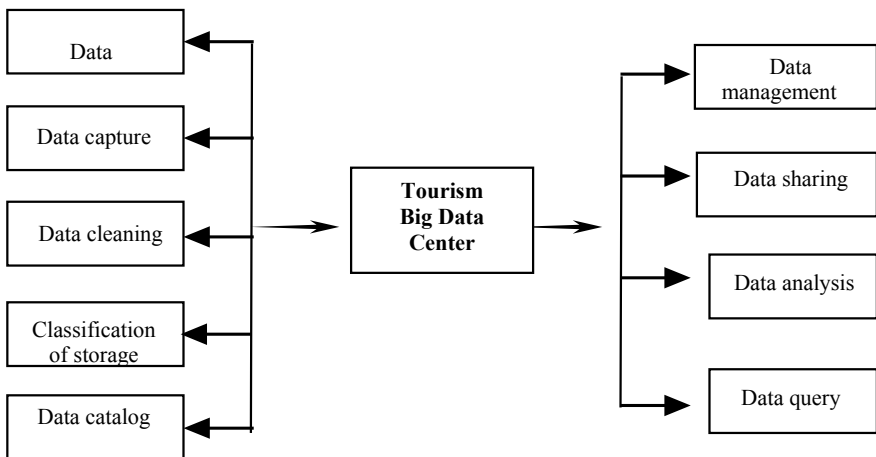 Data
Data capture
Data cleaning
Classification
of storage
Data catalog
Tourism
Big Data
Center
Data
management
Data sharing
Data analysis
Data query